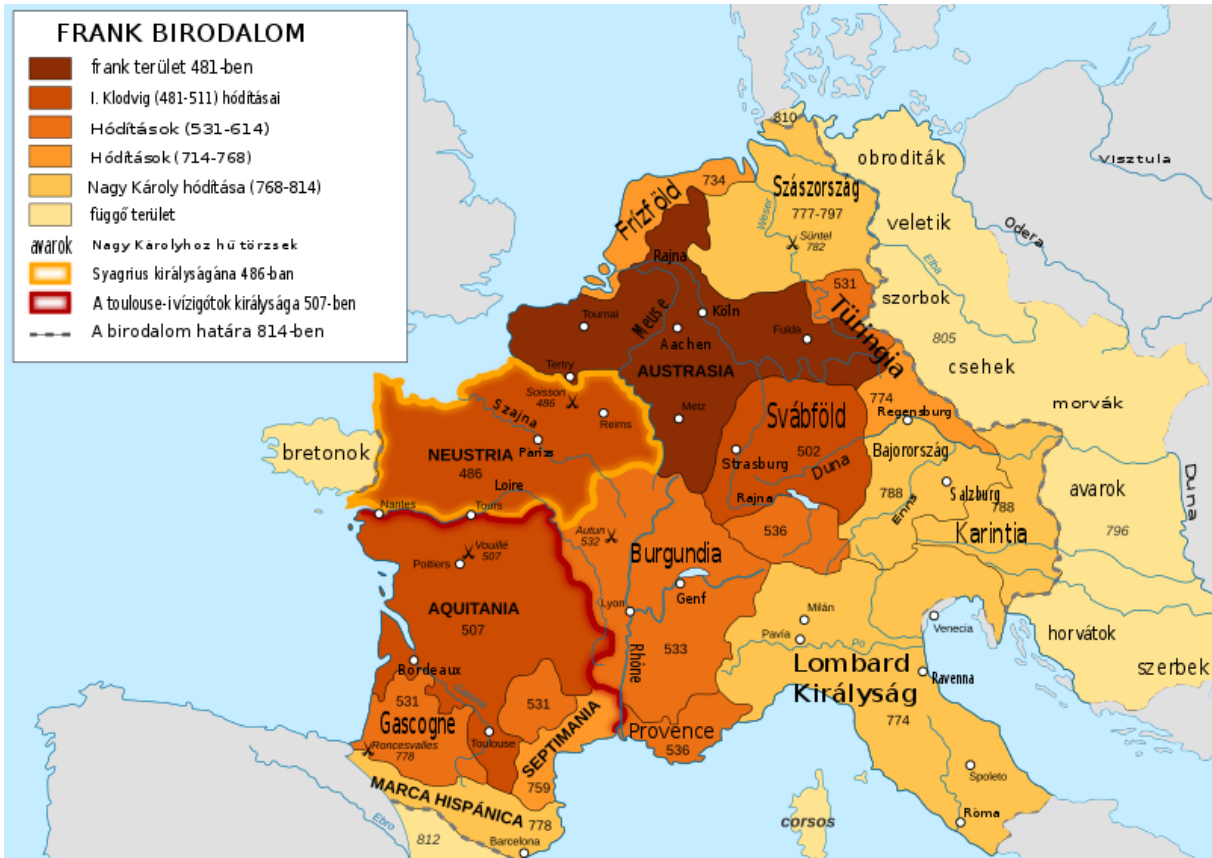 FRANK BIRODALOM
frank terület 481-ben
I. Klodvig (481-511) hódításai
Hódítások (531-614)
Hódítások (714-768)
Nagy Károly hódítása (768-814)
függő terület
avarok Nagy Károlyhoz hű törzsek
Syagrius királyságána 486-ban
A toulouse-i vízigótok királysága 507-ben
A birodalom határa 814-ben
810
obroditák
Visztula
734
Frízföld
Szászország
777-797
Weser
Süntel
782
veletik
Odera
Elba
Rajna
531
szorbok
Türingia
805
csehek
Tournai
Meuse
Köln
Aachen
Fulda
Tertry
AUSTRASIA
Soisson
486
Metz
Reims
Szajna
Párizs
774
Regensburg
morvák
Svábföld
502
bretonok
NEUSTRIA
486
Loire
Strasburg
Duna
Bajorország
Rajna
788
Enns
Salzburg
788
avarok
796
Duna
Nantes
Tours
Autun
532
536
Karintia
Vouillé
507
Poitiers
Burgundia
Genf
AQUITANIA
507
Lyon
Milán
Pavía
Po
Venecia
horvátok
szerbek
533
Rhône
Lombard
Királyság
774
Ravenna
Bordeaux
Garona
531
Gascogne
531
Toulouse
SEPTIMANIA
759
Provence
536
Roncesvalles
778
MARCA HISPÁNICA
778
Spoleto
Roma
corsos
Ebro
812
Barcelona